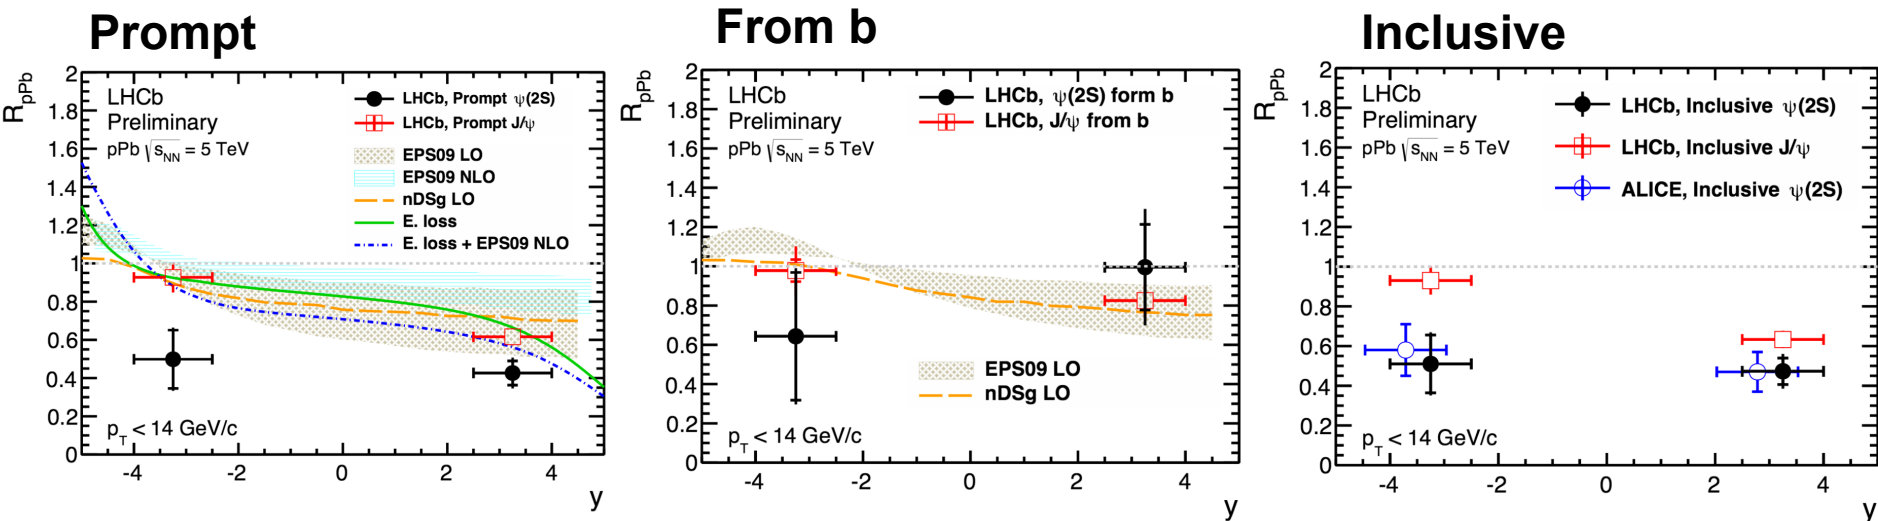 Prompt
R_pPb
2
1.8
1.6
1.4
1.2
1
0.8
0.6
0.4
0.2
0
LHCb
Preliminary
pPb √s_NN = 5 TeV
LHCb, Prompt ψ(2S)
LHCb, Prompt J/ψ
EPS09 LO
EPS09 NLO
nDSg LO
E. loss
E. loss + EPS09 NLO
p_T < 14 GeV/c
-4 -2 0 2 4
y
From b
R_pPb
2
1.8
1.6
1.4
1.2
1
0.8
0.6
0.4
0.2
0
LHCb
Preliminary
pPb √s_NN = 5 TeV
LHCb, ψ(2S) form b
LHCb, J/ψ from b
EPS09 LO
nDSg LO
p_T < 14 GeV/c
-4 -2 0 2 4
y
Inclusive
R_pPb
2
1.8
1.6
1.4
1.2
1
0.8
0.6
0.4
0.2
0
LHCb
Preliminary
pPb √s_NN = 5 TeV
LHCb, Inclusive ψ(2S)
LHCb, Inclusive J/ψ
ALICE, Inclusive ψ(2S)
p_T < 14 GeV/c
-4 -2 0 2 4
y